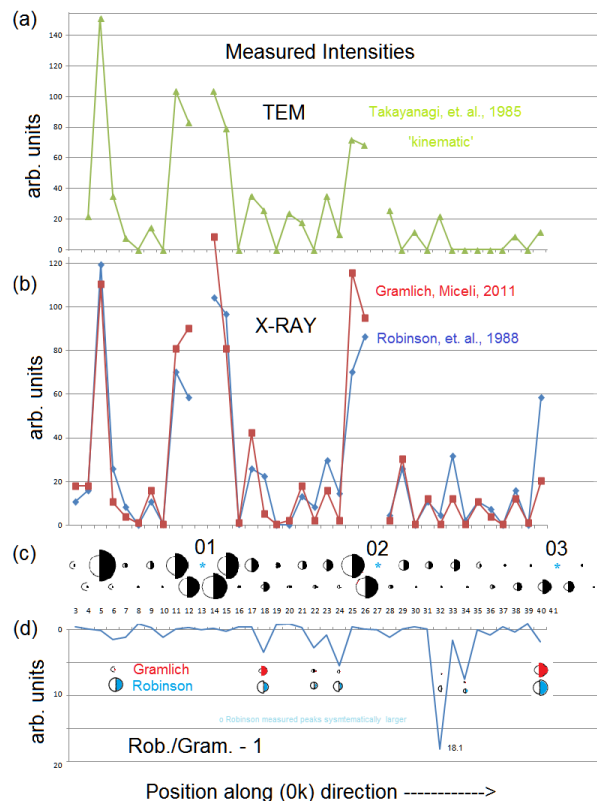 (a)
Measured Intensities
TEM
Takayanagi, et. al., 1985
'kinematic'
arb. units
140
120
100
80
60
40
20
0
(b)
X-RAY
Gramlich, Miceli, 2011
Robinson, et. al., 1988
arb. units
120
100
80
60
40
20
0
(c)
01 02 03
* * *
3 4 5 6 7 8 9 10 11 12 13 14 15 16 17 18 19 20 21 22 23 24 25 26 27 28 29 30 31 32 33 34 35 36 37 38 39 40 41
(d)
0
10
20
arb. units
Gramlich
Robinson
o Robinson measured peaks sysmtematically larger
18.1
Rob./Gram. - 1
Position along (0k) direction ------------>